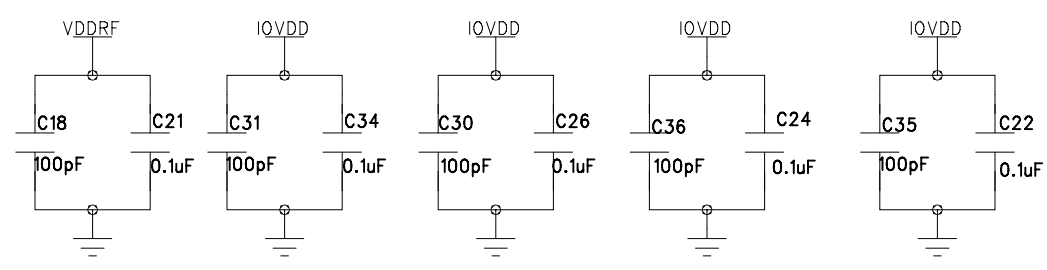 VDDRF
IOVDD
IOVDD
IOVDD
IOVDD
C18
C21
C31
C34
C30
C26
C36
C24
C35
C22
100pF
0.1uF
100pF
0.1uF
100pF
0.1uF
100pF
0.1uF
100pF
0.1uF